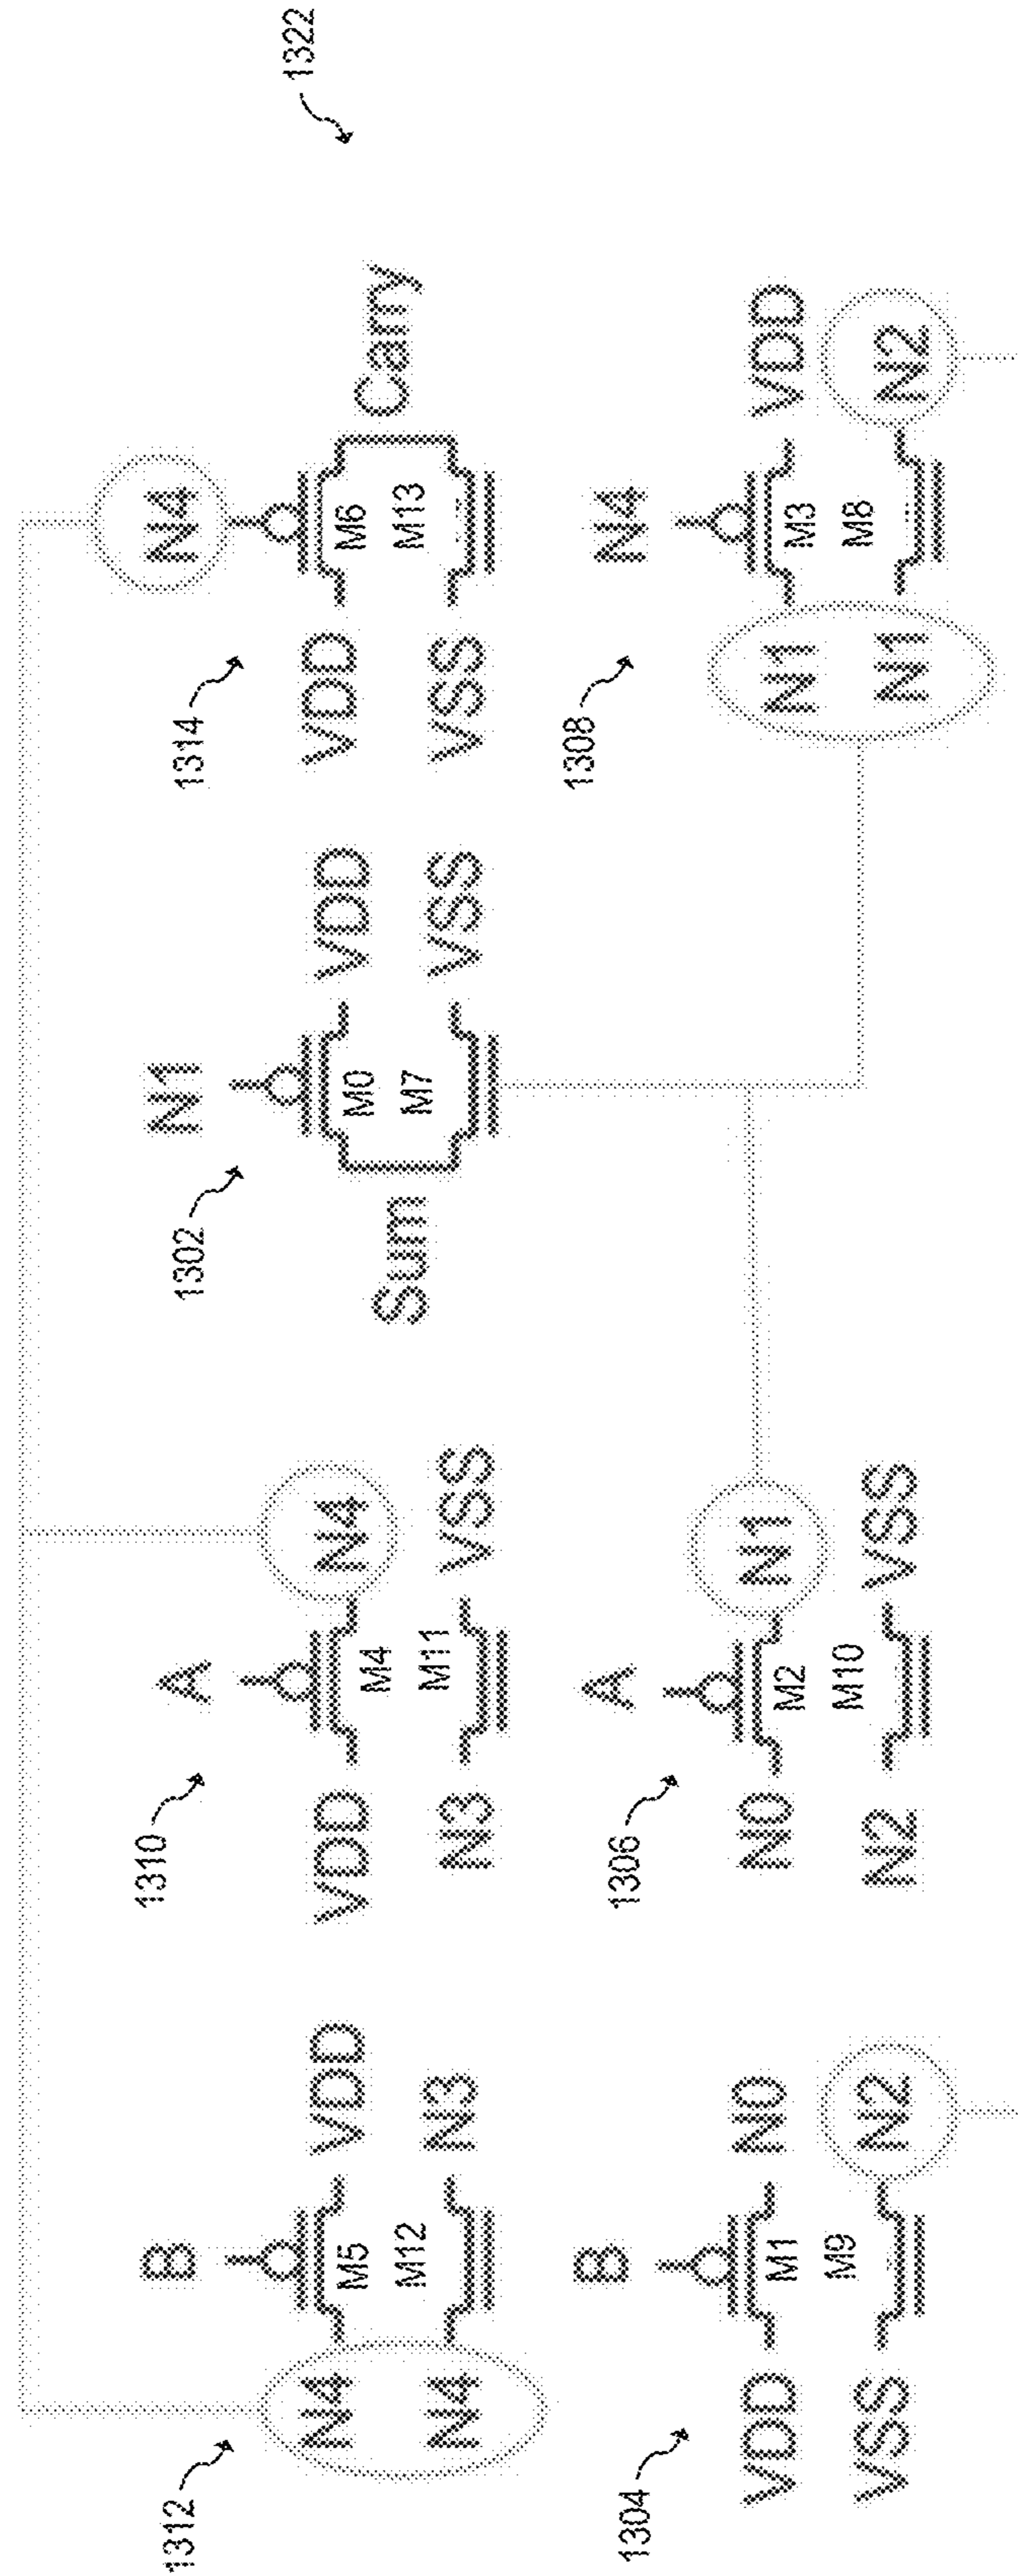 1312
B
N4 M5 VDD
N4 M12 N3
1310
A
VDD M4 N4
N3 M11 VSS
1302
N1
M0 VDD
Sum
M7 VSS
1314
N4
VDD M6
Carry
VSS M13
1322
1304
B
VDD M1 N0
VSS M9 N2
1306
A
N0 M2 N1
N2 M10 VSS
1308
N4
N1 M3 VDD
N1 M8 N2